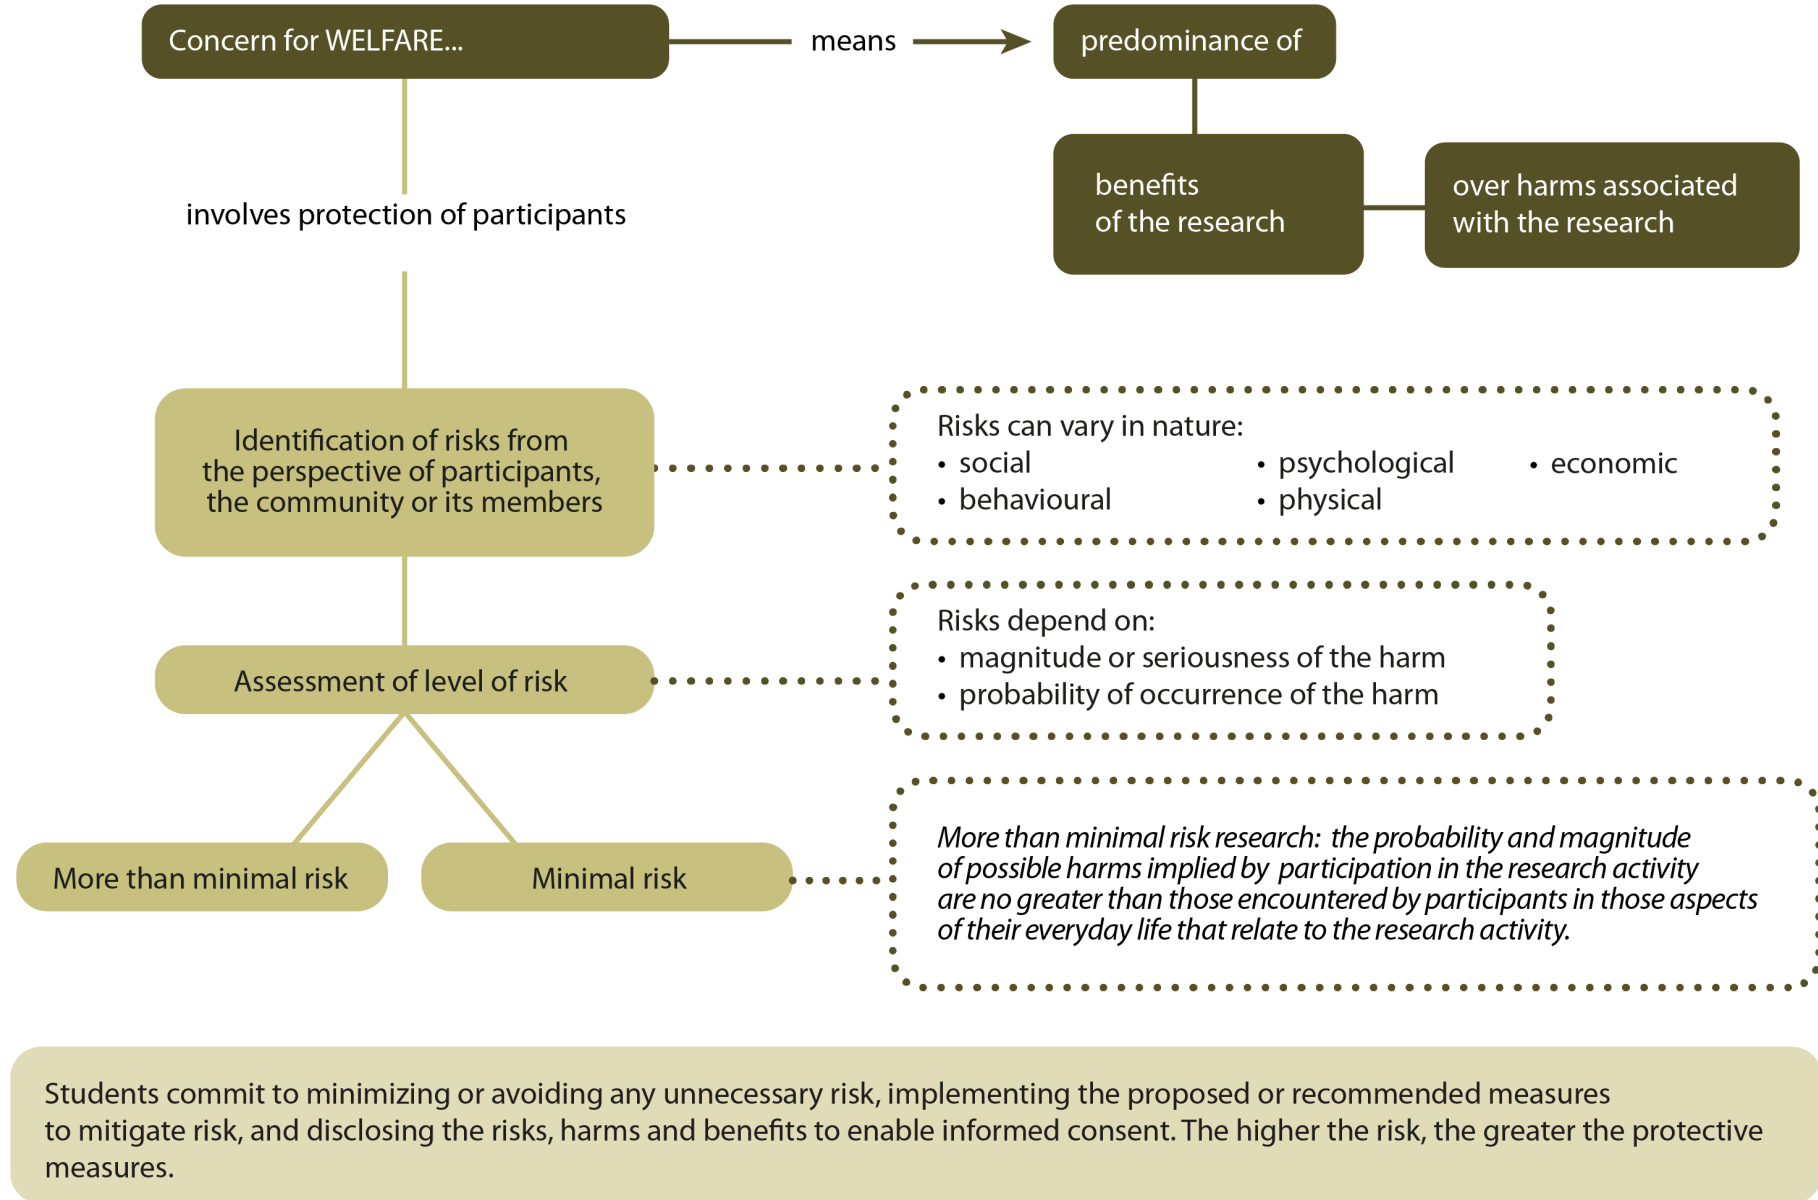 Concern for WELFARE...
means
predominance of
benefits
of the research
over harms associated
with the research
involves protection of participants
Identification of risks from
the perspective of participants,
the community or its members
Risks can vary in nature:
• social
• psychological
• economic
• behavioural
• physical
Assessment of level of risk
Risks depend on:
• magnitude or seriousness of the harm
• probability of occurrence of the harm
More than minimal risk
Minimal risk
More than minimal risk research:  the probability and magnitude
of possible harms implied by  participation in the research activity
are no greater than those encountered by participants in those aspects
of their everyday life that relate to the research activity.
Students commit to minimizing or avoiding any unnecessary risk, implementing the proposed or recommended measures
to mitigate risk, and disclosing the risks, harms and benefits to enable informed consent. The higher the risk, the greater the protective
measures.